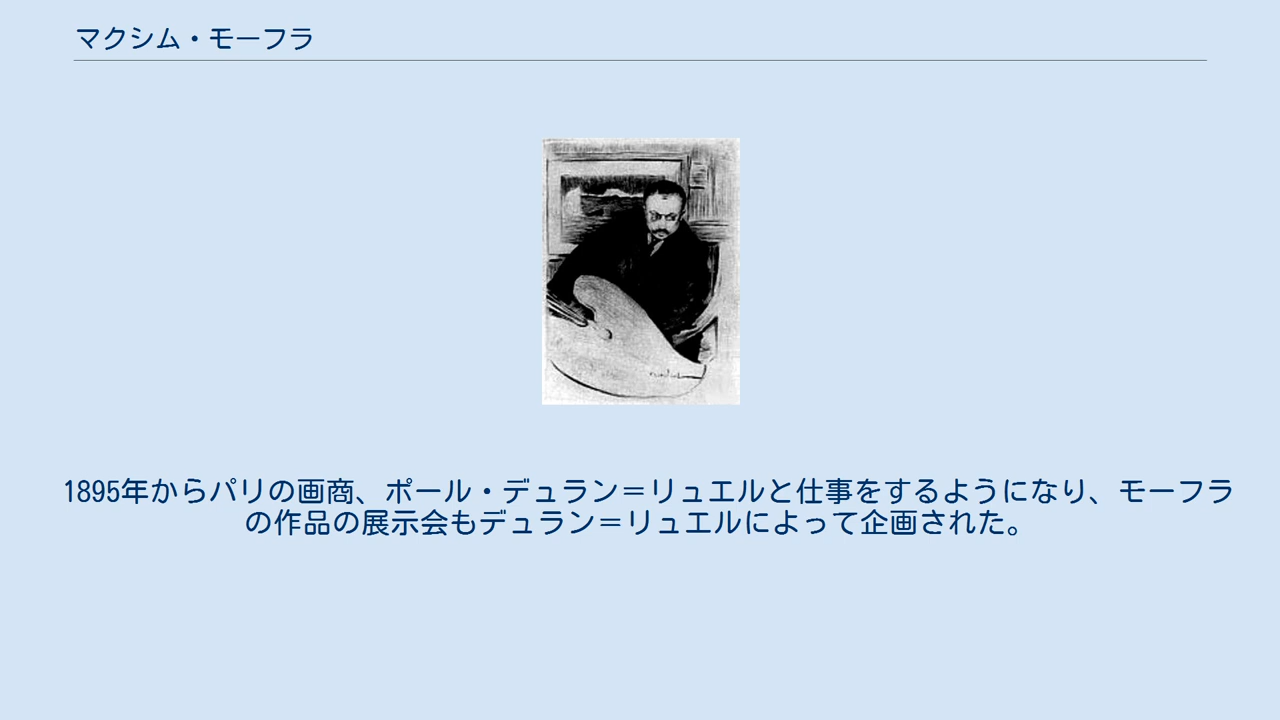 マクシム・モーフラ
1895年からパリの画商、ポール・デュラン＝リュエルと仕事をするようになり、モーフラ
の作品の展示会もデュラン＝リュエルによって企画された。